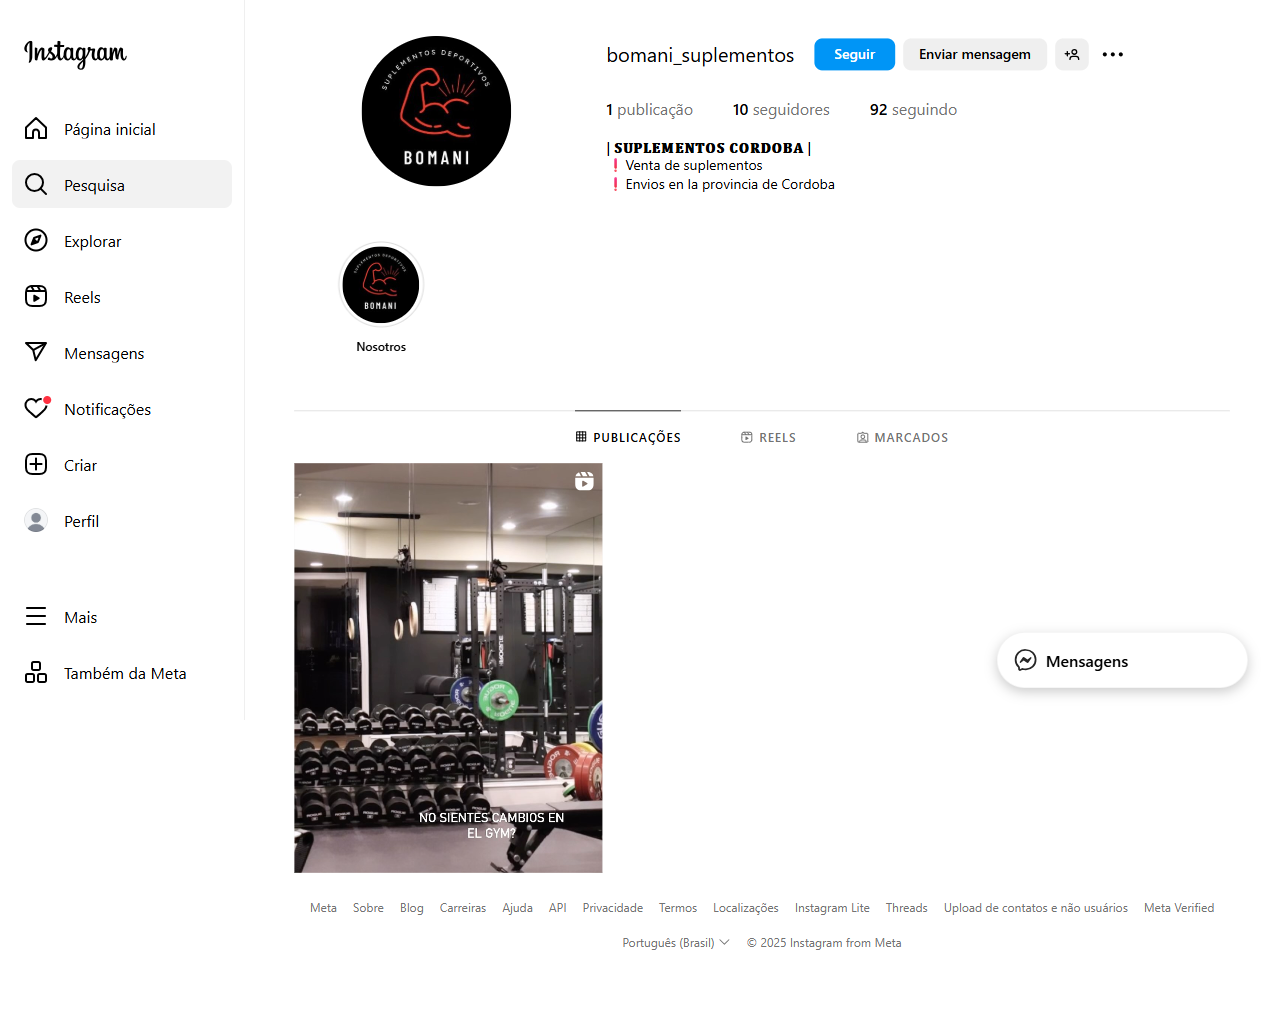 Instagram
Página inicial
Pesquisa
Explorar
Reels
Mensagens
Notificações
Criar
Perfil
Mais
Também da Meta
SUPLEMENTOS DEPORTIVOS
BOMANI
bomani_suplementos
Seguir
Enviar mensagem
1 publicação 10 seguidores 92 seguindo
| SUPLEMENTOS CORDOBA |
❗ Venta de suplementos
❗ Envios en la provincia de Cordoba
SUPLEMENTOS DEPORTIVOS
BOMANI
Nosotros
PUBLICAÇÕES REELS MARCADOS
NO SIENTES CAMBIOS EN
EL GYM?
Mensagens
Meta Sobre Blog Carreiras Ajuda API Privacidade Termos Localizações Instagram Lite Threads Upload de contatos e não usuários Meta Verified
Português (Brasil) © 2025 Instagram from Meta